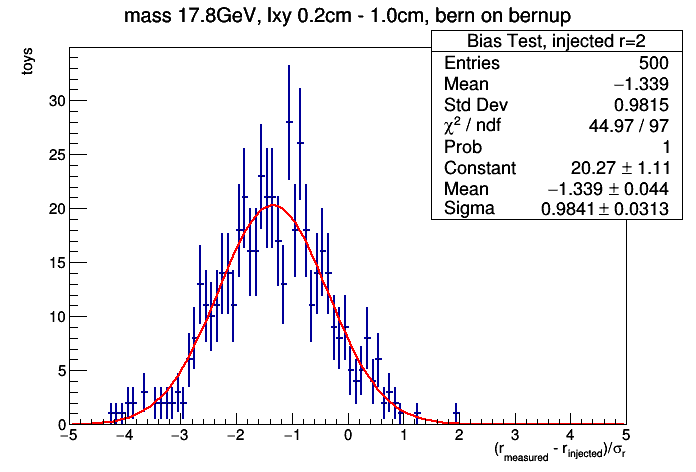 mass 17.8GeV, lxy 0.2cm - 1.0cm, bern on bernup
Bias Test, injected r=2
Entries 500
Mean −1.339
Std Dev 0.9815
χ² / ndf 44.97 / 97
Prob 1
Constant 20.27 ± 1.11
Mean −1.339 ± 0.044
Sigma 0.9841 ± 0.0313
toys
30
25
20
15
10
5
0
−5 −4 −3 −2 −1 0 1 2 3 4 5
(r_measured - r_injected)/σ_r